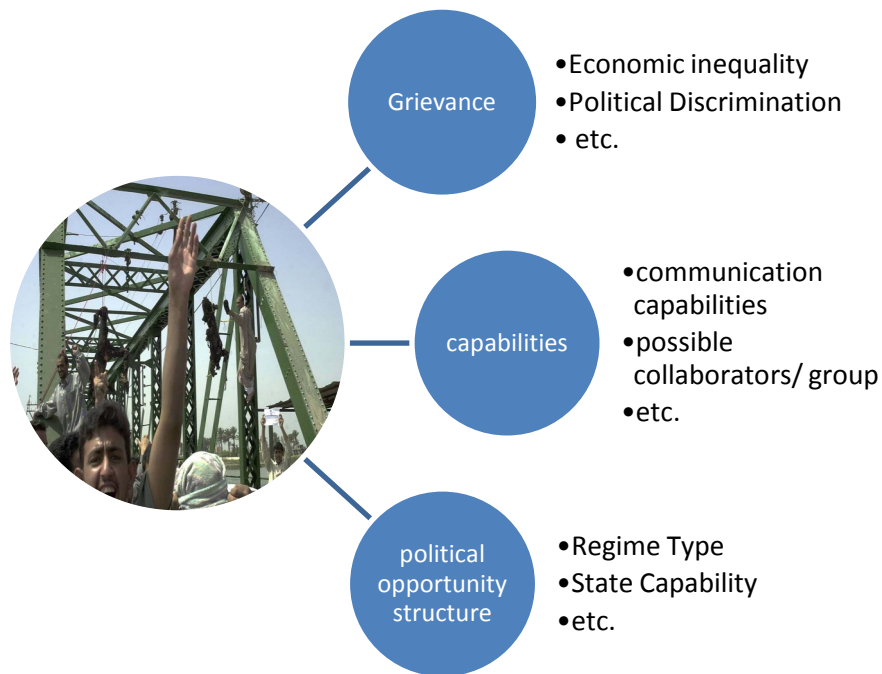 Grievance
•Economic inequality
•Political Discrimination
• etc.
capabilities
•communication
capabilities
•possible
collaborators/ group
•etc.
political
opportunity
structure
•Regime Type
•State Capability
•etc.